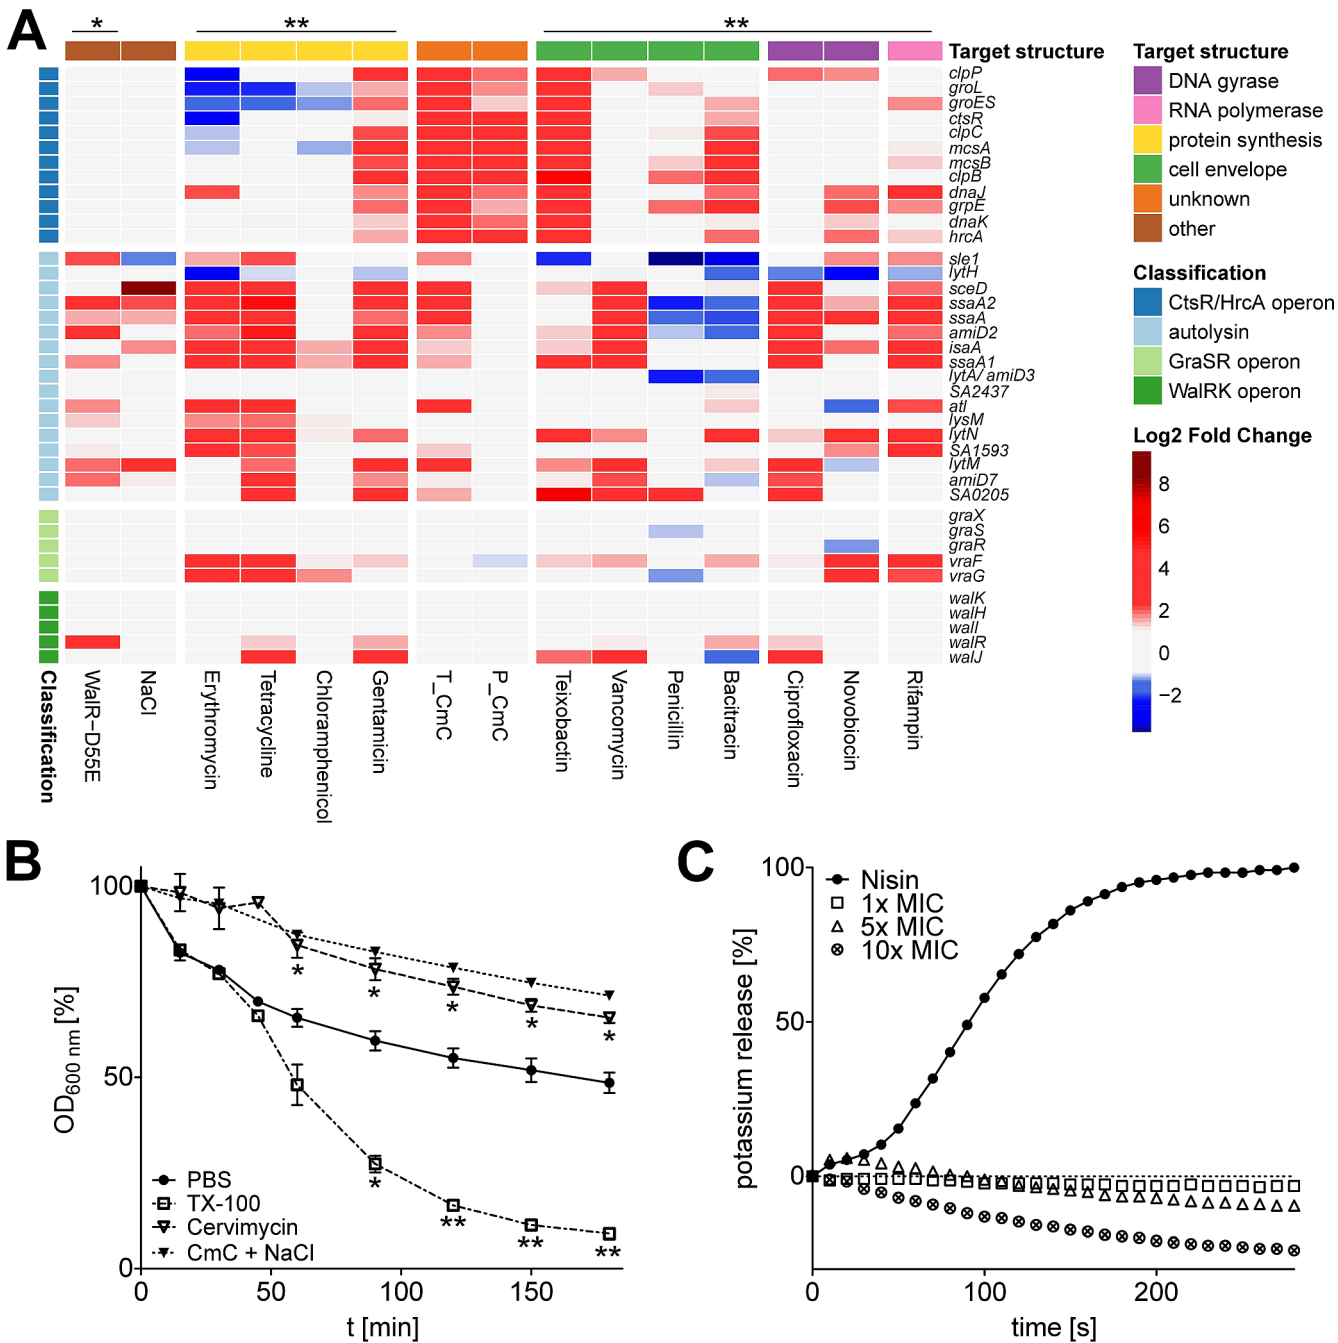 A
*
**
**
Target structure
clpP
groL
groES
ctsR
clpC
mcsA
mcsB
clpB
dnaJ
grpE
dnaK
hrcA
sle1
lytH
sceD
ssaA2
ssaA
amiD2
isaA
ssaA1
lytA/ amiD3
SA2437
atl
lysM
lytN
SA1593
lytM
amiD7
SA0205
graX
graS
graR
vraF
vraG
walK
walH
walI
walR
walJ
Classification
WalR−D55E
NaCl
Erythromycin
Tetracycline
Chloramphenicol
Gentamicin
T_CmC
P_CmC
Teixobactin
Vancomycin
Penicillin
Bacitracin
Ciprofloxacin
Novobiocin
Rifampin
Target structure
DNA gyrase
RNA polymerase
protein synthesis
cell envelope
unknown
other
Classification
CtsR/HrcA operon
autolysin
GraSR operon
WalRK operon
Log2 Fold Change
8
6
4
2
0
−2
B
100
50
0
OD600 nm [%]
*
*
*
*
*
*
**
**
**
PBS
TX-100
Cervimycin
CmC + NaCl
0
50
100
150
t [min]
C
100
50
0
potassium release [%]
Nisin
1x MIC
5x MIC
10x MIC
0
100
200
time [s]